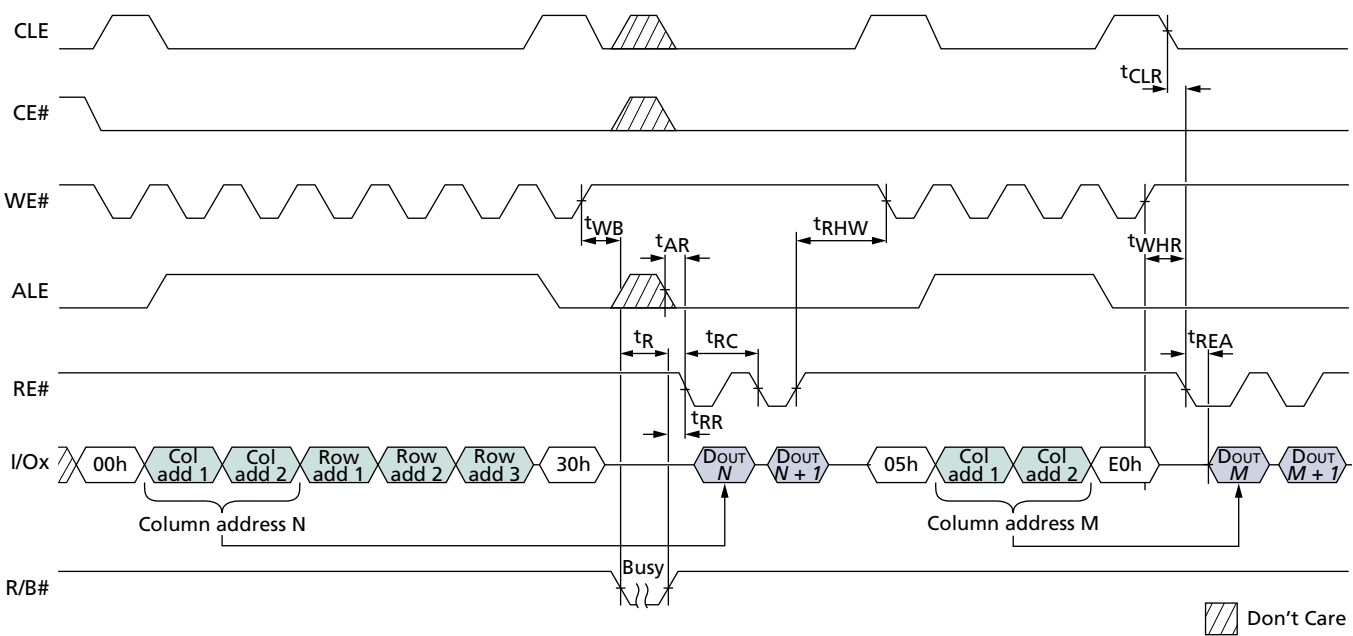 CLE
tCLR
CE#
WE#
tWB
tAR
tRHW
tWHR
ALE
tR
tRC
tREA
RE#
tRR
I/Ox
00h
Col add 1
Col add 2
Row add 1
Row add 2
Row add 3
30h
DOUT N
DOUT N + 1
05h
Col add 1
Col add 2
E0h
DOUT M
DOUT M + 1
Column address N
Column address M
R/B#
Busy
Don't Care